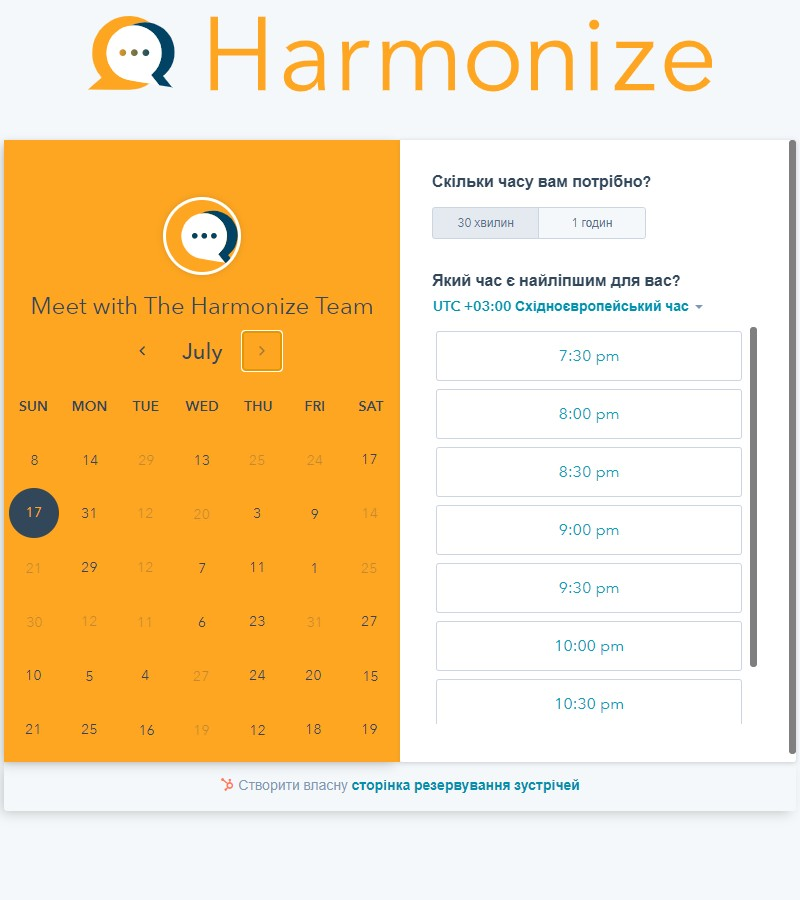 Harmonize
Meet with The Harmonize Team
July
SUN MON TUE WED THU FRI SAT
8 14 29 13 25 24 17
17 31 12 20 3 9 14
21 29 12 7 11 1 25
30 12 11 6 23 31 27
10 5 4 27 24 20 15
21 25 16 19 12 18 19
Скільки часу вам потрібно?
30 хвилин 1 годин
Який час є найліпшим для вас?
UTC +03:00 Східноєвропейський час
7:30 pm
8:00 pm
8:30 pm
9:00 pm
9:30 pm
10:00 pm
10:30 pm
Створити власну сторінка резервування зустрічей